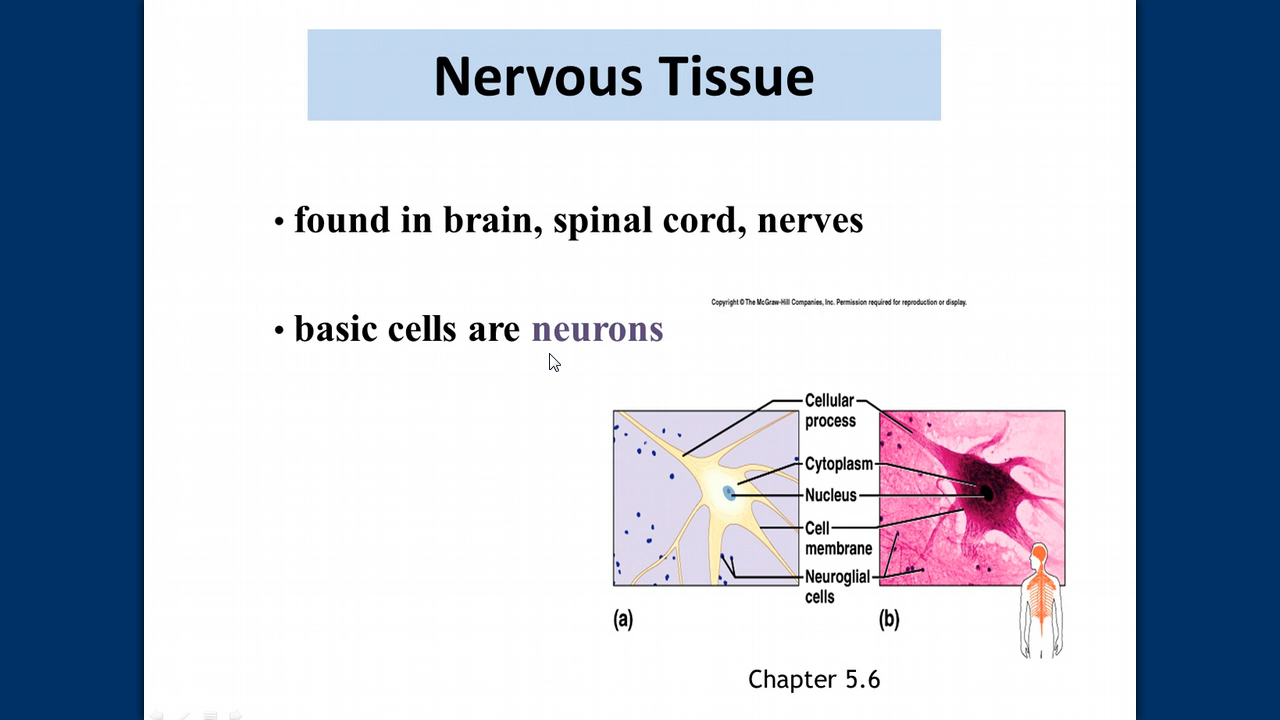 Nervous Tissue
• found in brain, spinal cord, nerves
Copyright © The McGraw-Hill Companies, Inc. Permission required for reproduction or display.
• basic cells are neurons
Cellular
process
Cytoplasm
Nucleus
Cell
membrane
Neuroglial
cells
(a)
(b)
Chapter 5.6